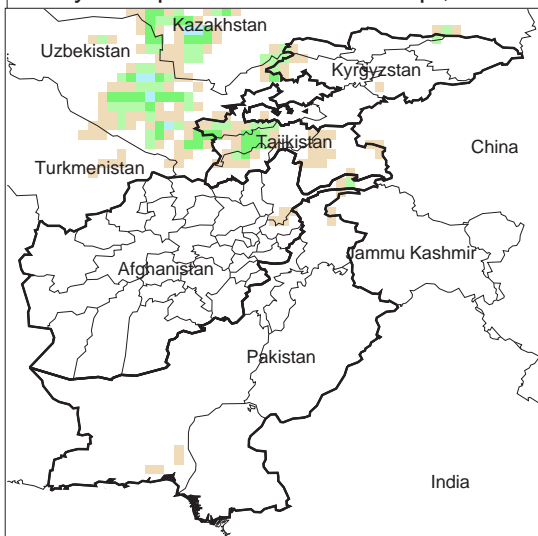 Kazakhstan
Uzbekistan
Kyrgyzstan
Tajikistan
China
Turkmenistan
Jammu Kashmir
Afghanistan
Pakistan
India